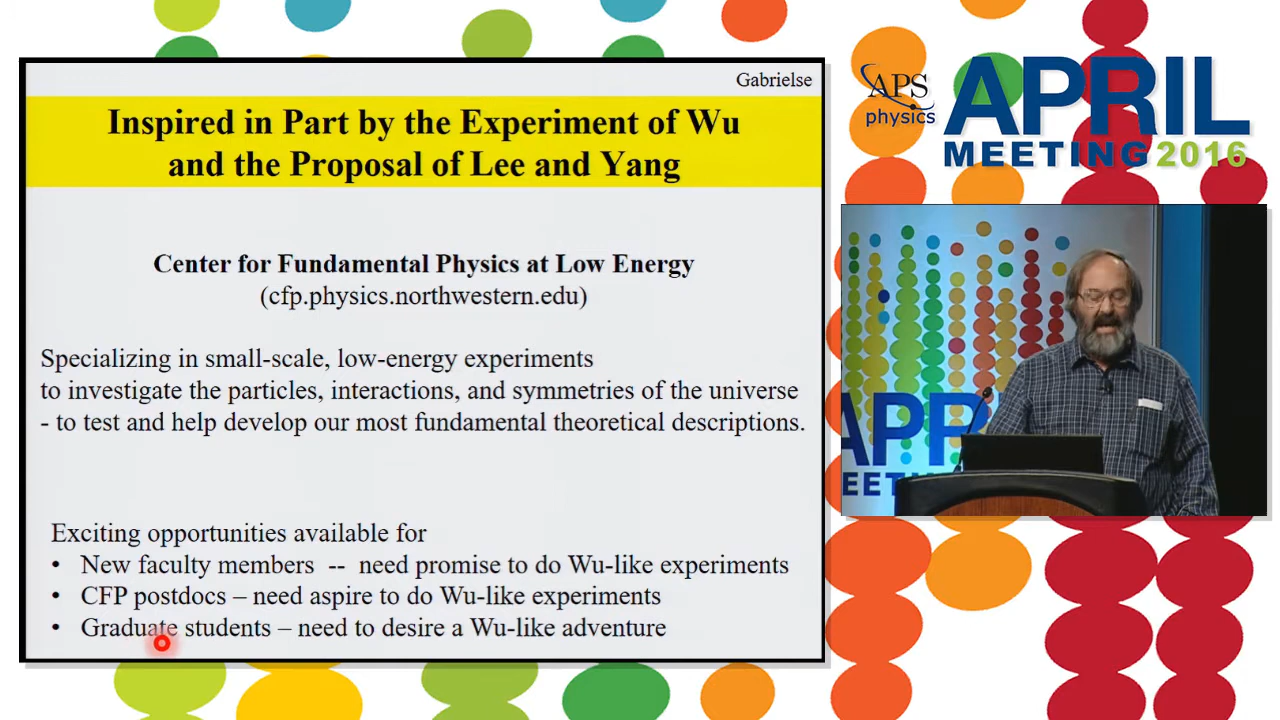 Gabrielse
Inspired in Part by the Experiment of Wu
and the Proposal of Lee and Yang
Center for Fundamental Physics at Low Energy
(cfp.physics.northwestern.edu)
Specializing in small-scale, low-energy experiments
to investigate the particles, interactions, and symmetries of the universe
- to test and help develop our most fundamental theoretical descriptions.
Exciting opportunities available for
• New faculty members -- need promise to do Wu-like experiments
• CFP postdocs – need aspire to do Wu-like experiments
• Graduate students – need to desire a Wu-like adventure
APS
physics
APRIL
MEETING 2016